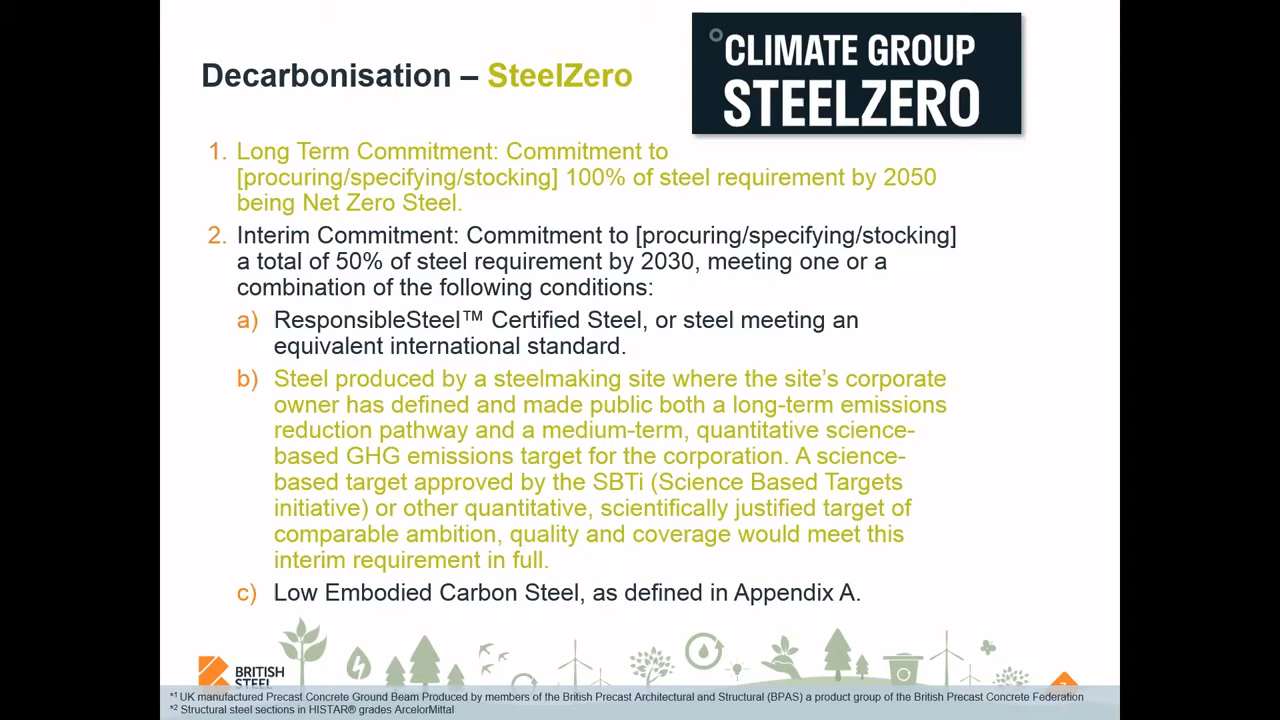 CLIMATE GROUP
STEELZERO
Decarbonisation – SteelZero
1. Long Term Commitment: Commitment to
[procuring/specifying/stocking] 100% of steel requirement by 2050
being Net Zero Steel.
2. Interim Commitment: Commitment to [procuring/specifying/stocking]
a total of 50% of steel requirement by 2030, meeting one or a
combination of the following conditions:
a) ResponsibleSteel™ Certified Steel, or steel meeting an
equivalent international standard.
b) Steel produced by a steelmaking site where the site's corporate
owner has defined and made public both a long-term emissions
reduction pathway and a medium-term, quantitative science-
based GHG emissions target for the corporation. A science-
based target approved by the SBTi (Science Based Targets
initiative) or other quantitative, scientifically justified target of
comparable ambition, quality and coverage would meet this
interim requirement in full.
c) Low Embodied Carbon Steel, as defined in Appendix A.
BRITISH
STEEL
*¹ UK manufactured Precast Concrete Ground Beam Produced by members of the British Precast Architectural and Structural (BPAS) a product group of the British Precast Concrete Federation
*² Structural steel sections in HISTAR® grades ArcelorMittal